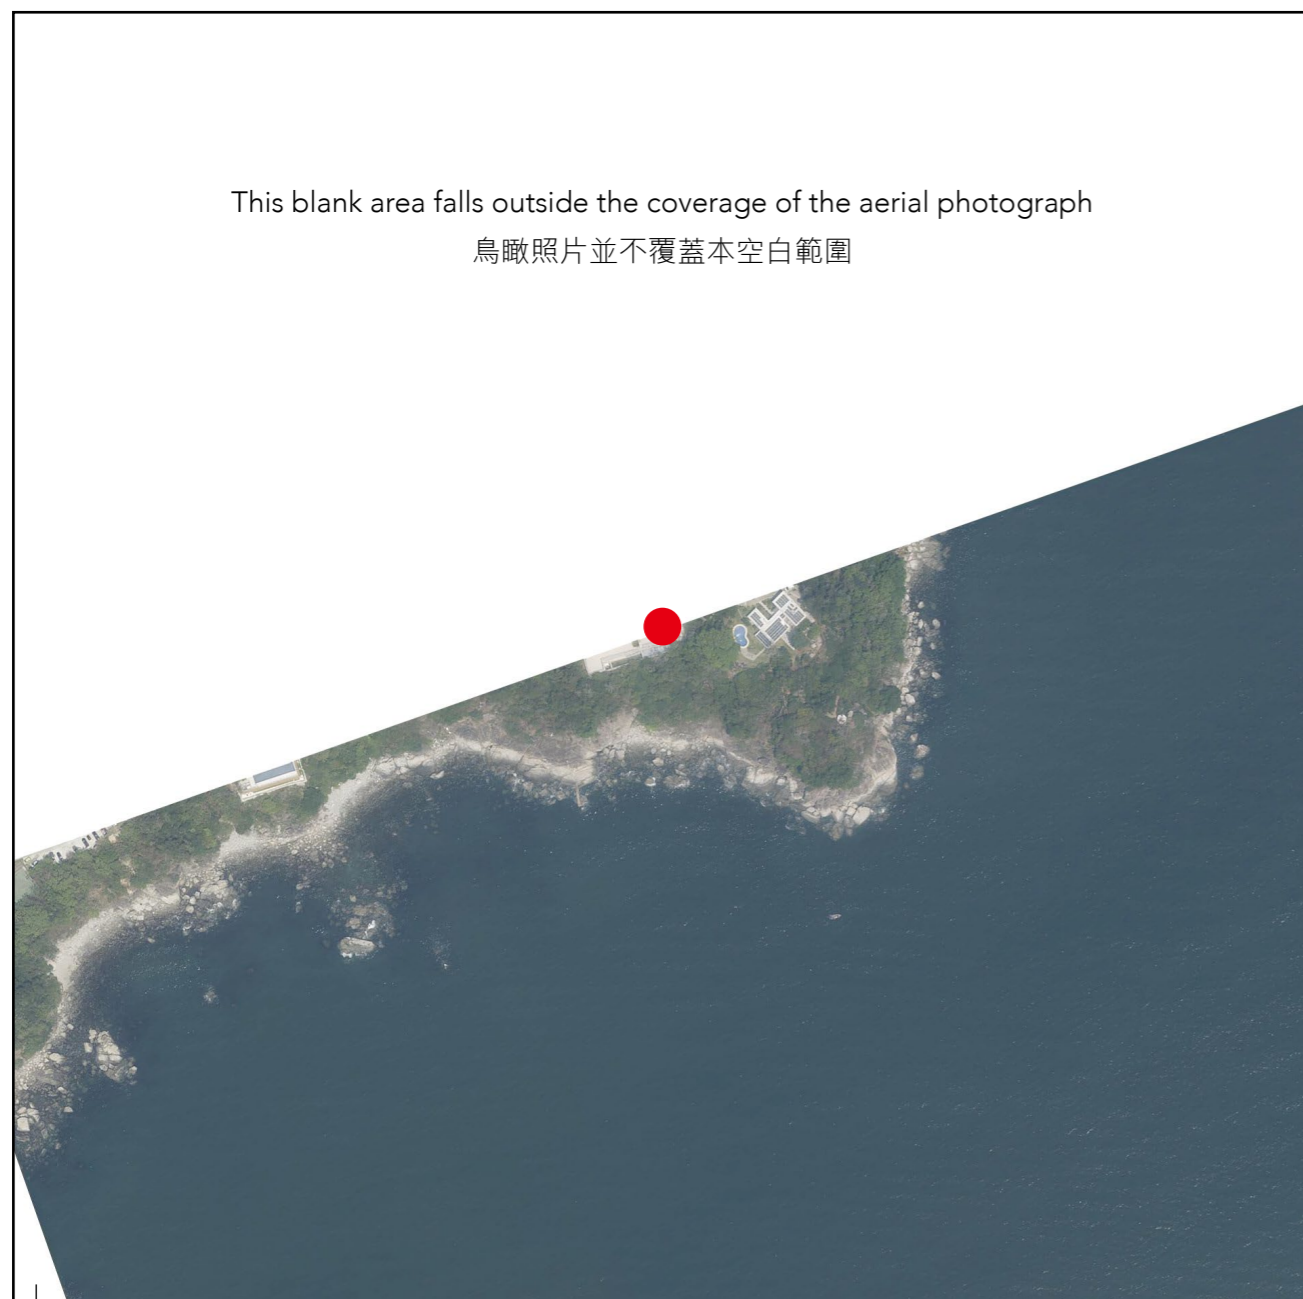 This blank area falls outside the coverage of the aerial photograph
鳥瞰照片並不覆蓋本空白範圍